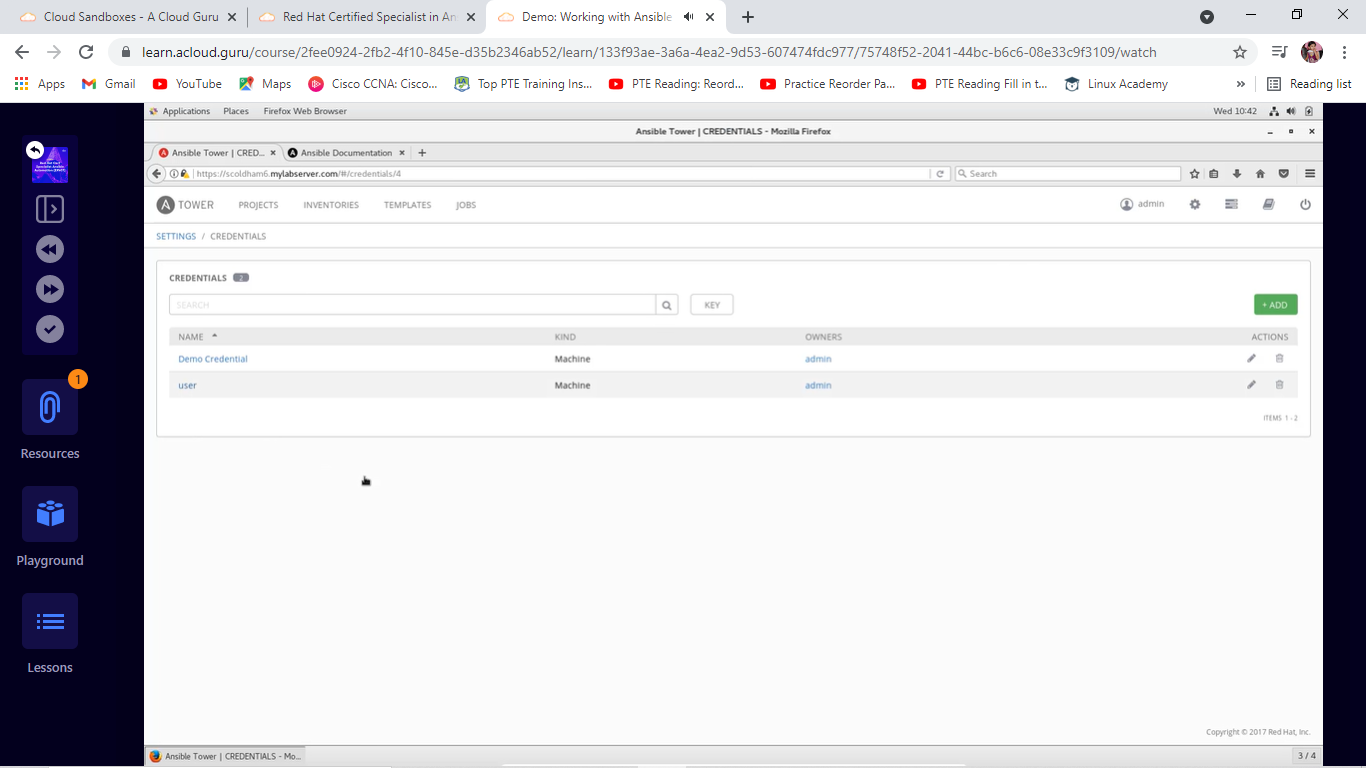 Cloud Sandboxes - A Cloud Guru
Red Hat Certified Specialist in An
Demo: Working with Ansible
learn.acloud.guru/course/2fee0924-2fb2-4f10-845e-d35b2346ab52/learn/133f93ae-3a6a-4ea2-9d53-607474fdc977/75748f52-2041-44bc-b6c6-08e33c9f3109/watch
Apps Gmail YouTube Maps Cisco CCNA: Cisco... Top PTE Training Ins... PTE Reading: Reord... Practice Reorder Pa... PTE Reading Fill in t... Linux Academy » Reading list
Applications Places Firefox Web Browser Wed 10:42
Ansible Tower | CREDENTIALS - Mozilla Firefox
Ansible Tower | CRED... Ansible Documentation
https://scoldham6.mylabserver.com/#/credentials/4 Search
A TOWER PROJECTS INVENTORIES TEMPLATES JOBS admin
SETTINGS / CREDENTIALS
CREDENTIALS 2
SEARCH KEY + ADD
NAME KIND OWNERS ACTIONS
Demo Credential Machine admin
user Machine admin
ITEMS 1 - 2
1
Resources
Playground
Lessons
Copyright © 2017 Red Hat, Inc.
Ansible Tower | CREDENTIALS - Mo... 3 / 4